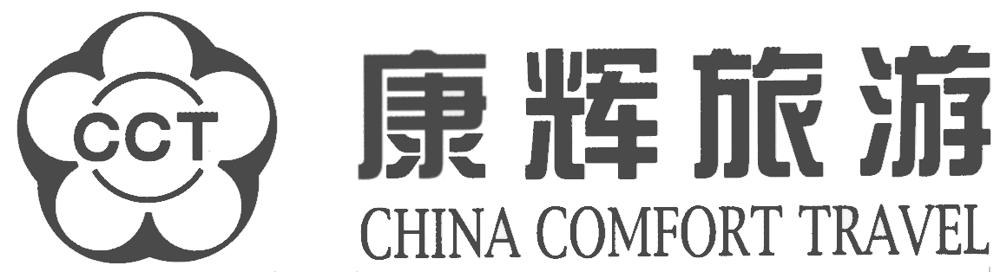 CCT
康辉旅游
CHINA COMFORT TRAVEL